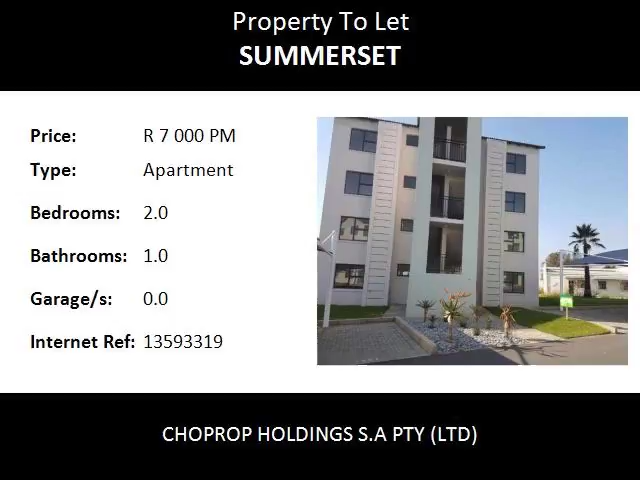 Property To Let
SUMMERSET
Price: R 7 000 PM
Type: Apartment
Bedrooms: 2.0
Bathrooms: 1.0
Garage/s: 0.0
Internet Ref: 13593319
CHOPROP HOLDINGS S.A PTY (LTD)